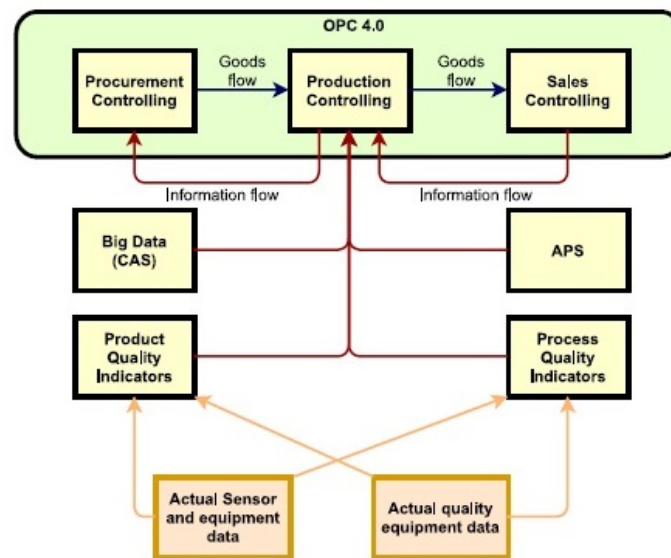 OPC 4.0
Goods
flow
Goods
flow
Procurement
Controlling
Production
Controlling
Sales
Controlling
Information flow
Information flow
Big Data
(CAS)
APS
Product
Quality
Indicators
Process
Quality
Indicators
Actual Sensor
and equipment
data
Actual quality
equipment data